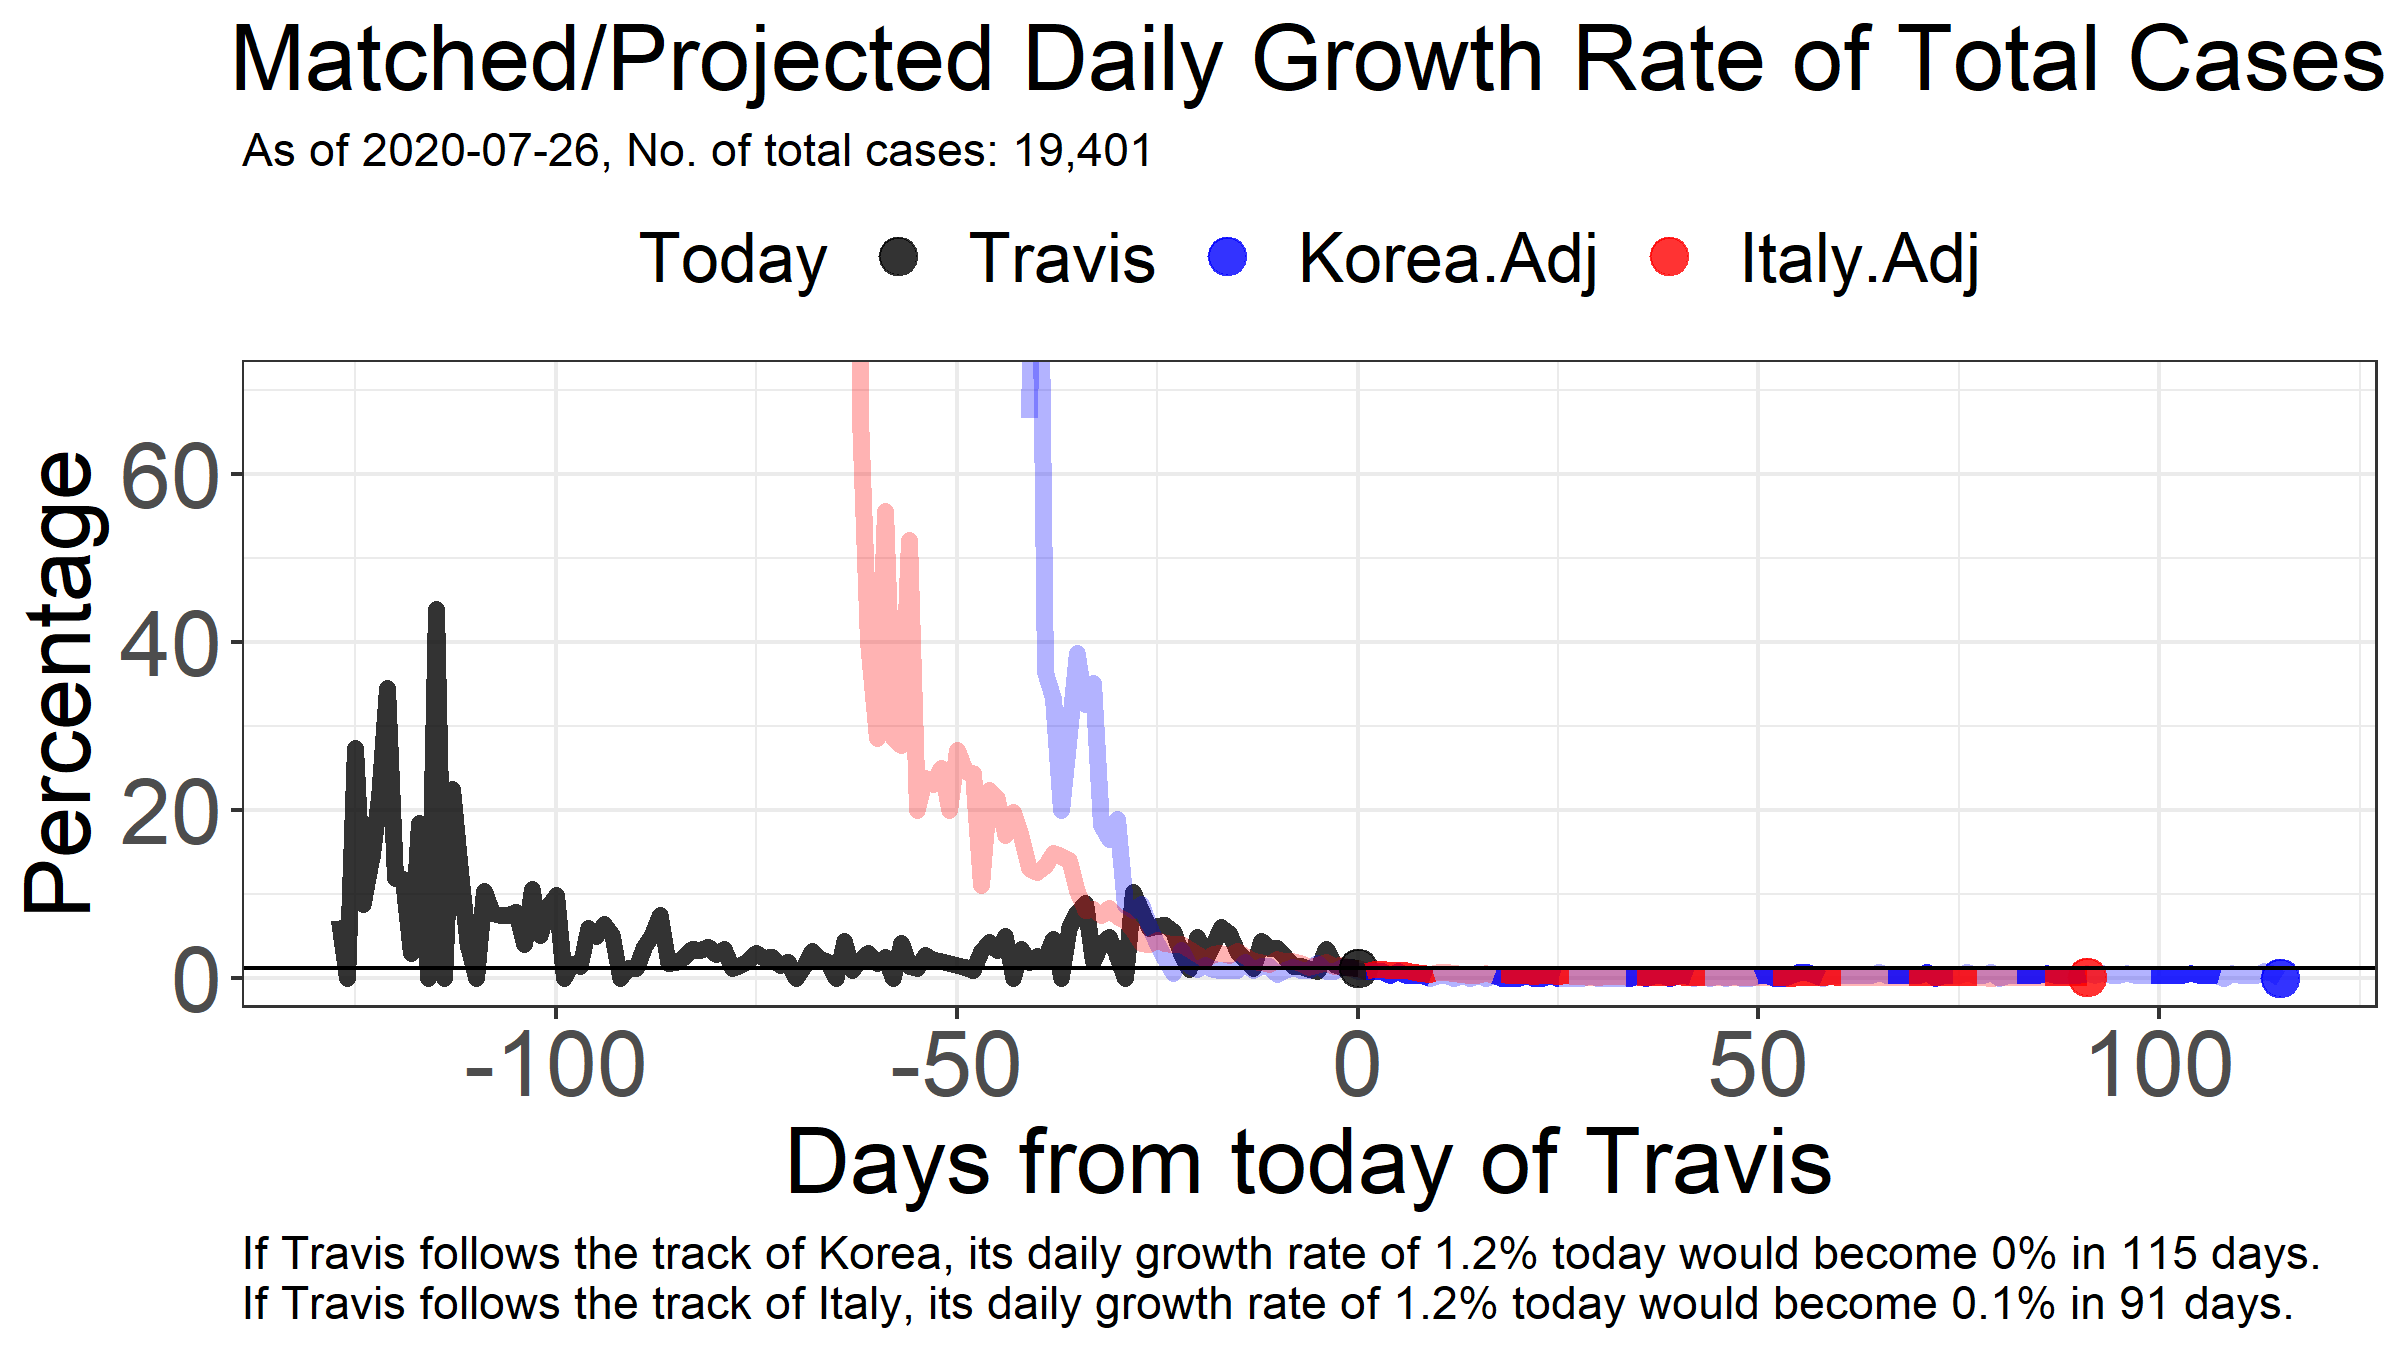 Matched/Projected Daily Growth Rate of Total Cases
As of 2020-07-26, No. of total cases: 19,401
Today Travis Korea.Adj Italy.Adj
Percentage
60
40
20
0
-100 -50 0 50 100
Days from today of Travis
If Travis follows the track of Korea, its daily growth rate of 1.2% today would become 0% in 115 days.
If Travis follows the track of Italy, its daily growth rate of 1.2% today would become 0.1% in 91 days.